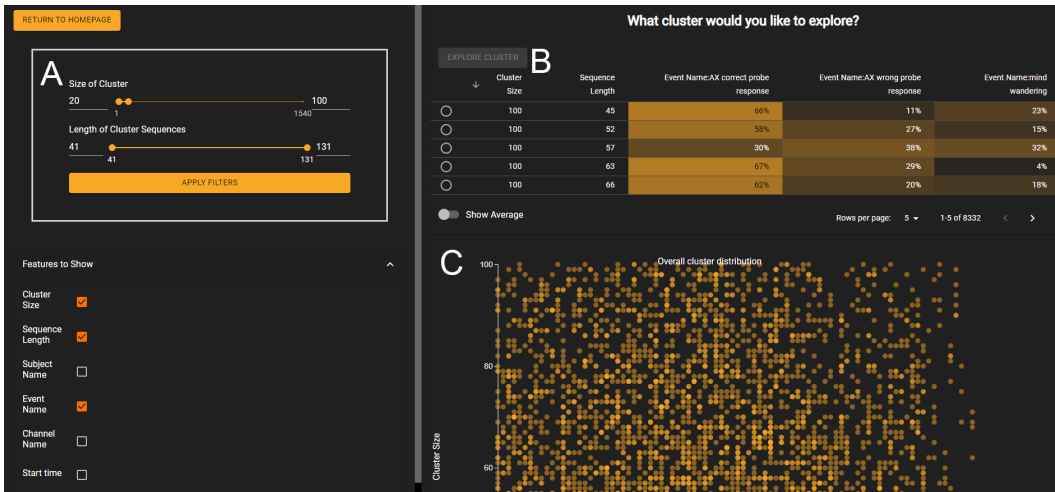 RETURN TO HOMEPAGE
A
Size of Cluster
20 100
1 1540
Length of Cluster Sequences
41 131
41 131
APPLY FILTERS
Features to Show
Cluster
Size
Sequence
Length
Subject
Name
Event
Name
Channel
Name
Start time
What cluster would you like to explore?
EXPLORE CLUSTER
B
Cluster Size Sequence Length Event Name:AX correct probe response Event Name:AX wrong probe response Event Name:mind wandering
100 45 66% 11% 23%
100 52 58% 27% 15%
100 57 30% 38% 32%
100 63 67% 29% 4%
100 66 62% 20% 18%
Show Average
Rows per page: 5 1-5 of 8332
C
Overall cluster distribution
100
80
60
Cluster Size